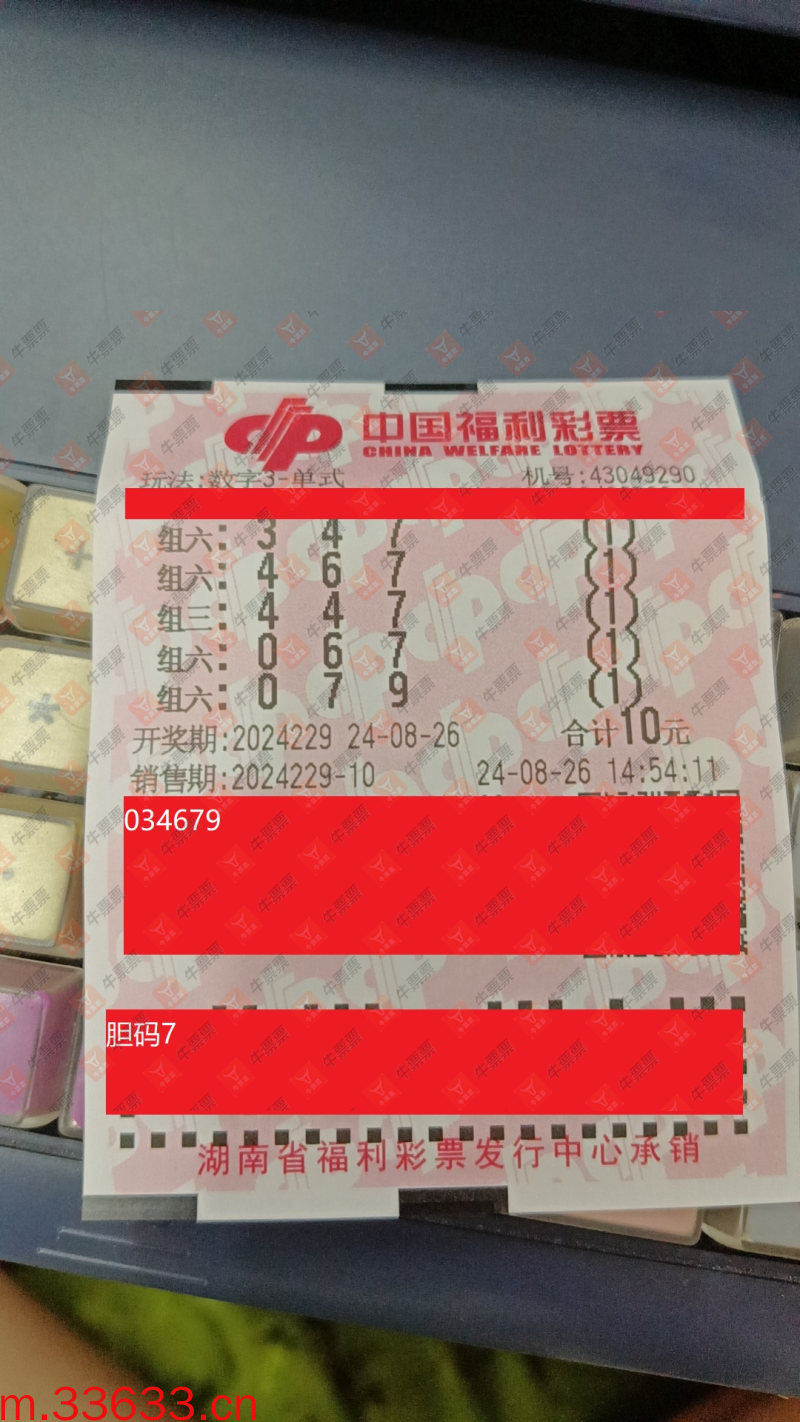 中国福利彩票
CHINA WELFARE LOTTERY
玩法:数字3-单式 机号:43049290
组六: 3 4 7 (1)
组六: 4 6 7 (1)
组三: 4 4 7 (1)
组六: 0 6 7 (1)
组六: 0 7 9 (1)
开奖期:2024229 24-08-26 合计10元
销售期:2024229-10 24-08-26 14:54:11
034679
胆码7
湖南省福利彩票发行中心承销
m.33633.cn
牛票票